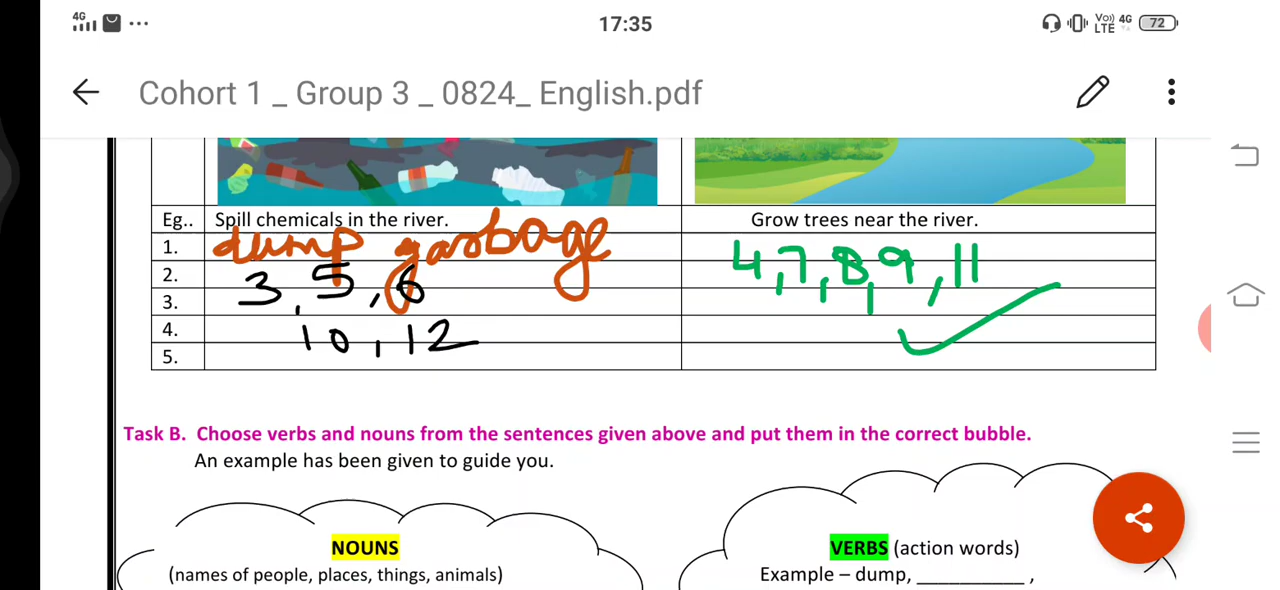 4G ... 17:35 Vo) LTE 4G 72
Cohort 1 _ Group 3 _ 0824_ English.pdf
Eg.. Spill chemicals in the river. Grow trees near the river.
1. dump garbage
2. 3, 5, 6 4,7,8,9,11
3.
4. 10, 12
5.
Task B. Choose verbs and nouns from the sentences given above and put them in the correct bubble.
An example has been given to guide you.
NOUNS
(names of people, places, things, animals)
VERBS (action words)
Example – dump, ___________ ,